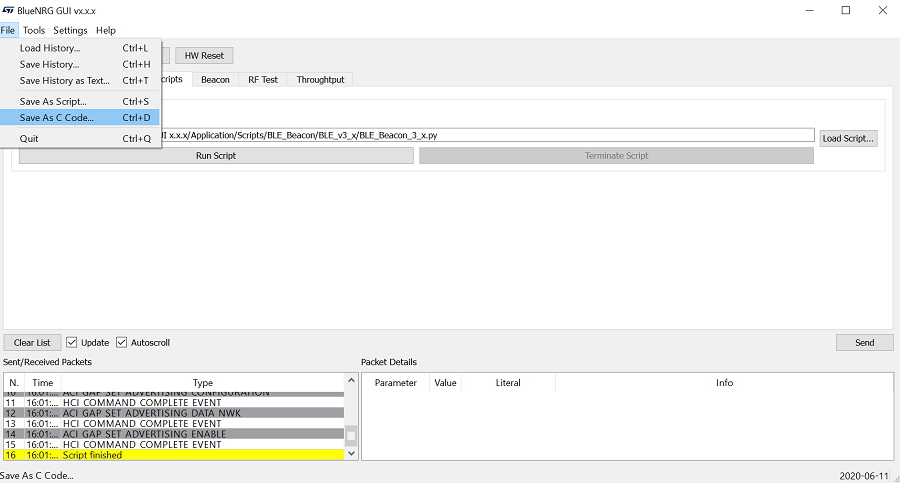 BlueNRG GUI vx.x.x
File Tools Settings Help
Load History... Ctrl+L
Save History... Ctrl+H
Save History as Text... Ctrl+T
Save As Script... Ctrl+S
Save As C Code... Ctrl+D
Quit Ctrl+Q
HW Reset
cripts Beacon RF Test Throughtput
I x.x.x/Application/Scripts/BLE_Beacon/BLE_v3_x/BLE_Beacon_3_x.py
Load Script...
Run Script Terminate Script
Clear List Update Autoscroll Send
Sent/Received Packets Packet Details
N. Time Type Parameter Value Literal Info
10 16:01:... ACI GAP SET ADVERTISING CONFIGURATION
11 16:01:... HCI COMMAND COMPLETE EVENT
12 16:01:... ACI GAP SET ADVERTISING DATA NWK
13 16:01:... HCI COMMAND COMPLETE EVENT
14 16:01:... ACI GAP SET ADVERTISING ENABLE
15 16:01:... HCI COMMAND COMPLETE EVENT
16 16:01:... Script finished
Save As C Code... 2020-06-11